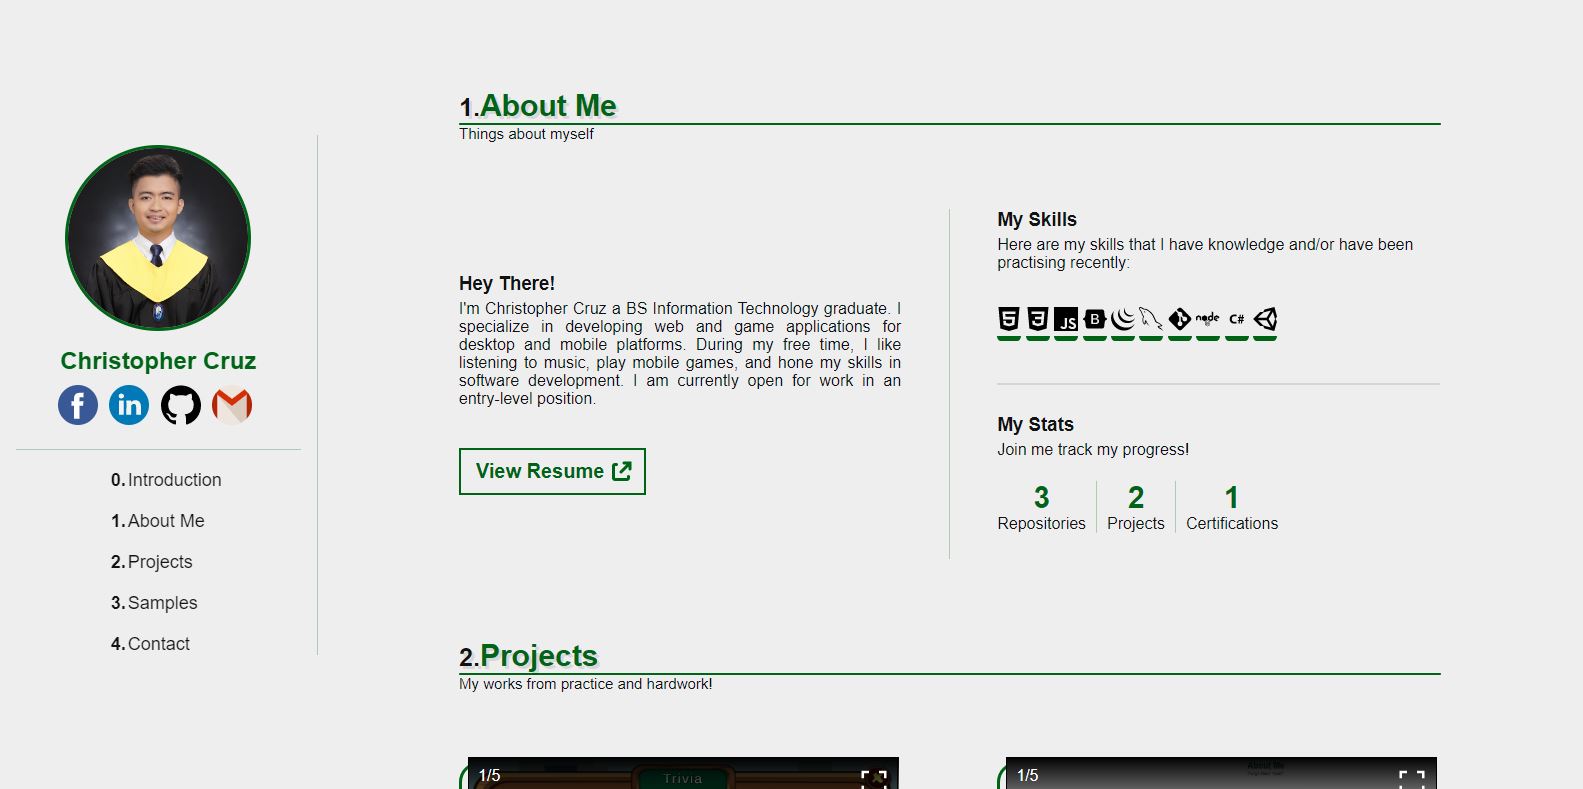 Christopher Cruz
f
in
0. Introduction
1. About Me
2. Projects
3. Samples
4. Contact
1.About Me
Things about myself
Hey There!
I'm Christopher Cruz a BS Information Technology graduate. I
specialize in developing web and game applications for
desktop and mobile platforms. During my free time, I like
listening to music, play mobile games, and hone my skills in
software development. I am currently open for work in an
entry-level position.
View Resume
My Skills
Here are my skills that I have knowledge and/or have been
practising recently:
5 3 JS B node C#
My Stats
Join me track my progress!
3 2 1
Repositories Projects Certifications
2.Projects
My works from practice and hardwork!
1/5
Trivia
1/5
About Me